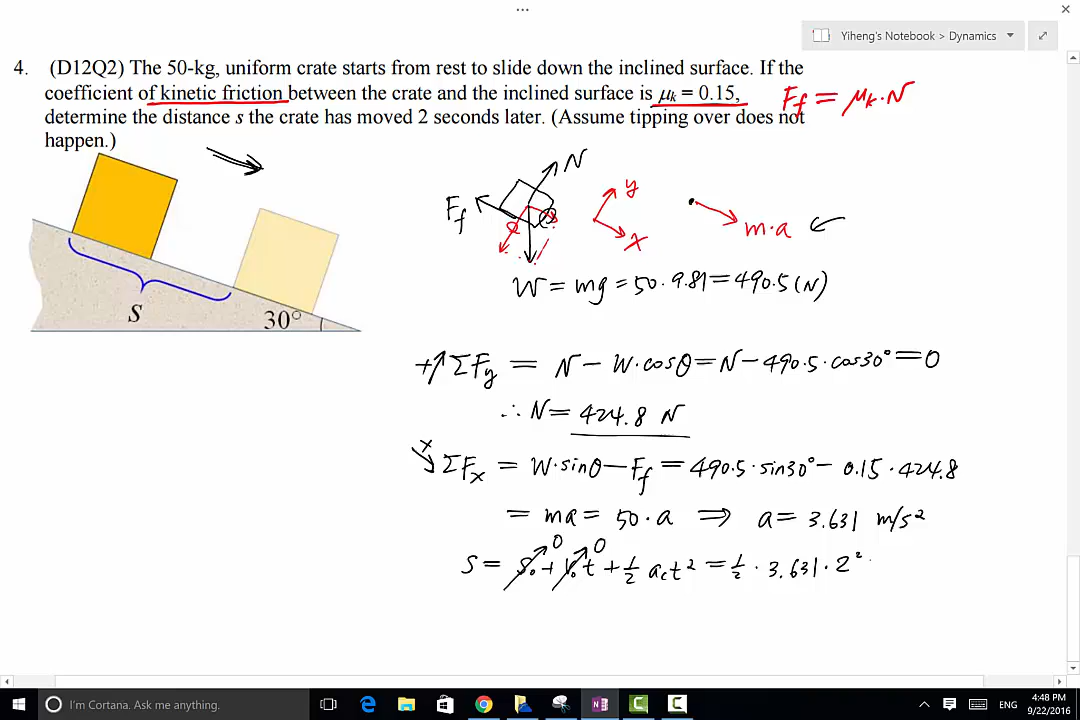 ...
Yiheng's Notebook > Dynamics
4. (D12Q2) The 50-kg, uniform crate starts from rest to slide down the inclined surface. If the
coefficient of kinetic friction between the crate and the inclined surface is μk = 0.15,
determine the distance s the crate has moved 2 seconds later. (Assume tipping over does not
happen.)
Ff = μk·N
N
Ff
θ
y
x
m·a
W = mg = 50·9.81 = 490.5 (N)
S
30°
+↗ ΣFy = N − W·cosθ = N − 490.5·cos30° = 0
∴ N = 424.8 N
x ↘ ΣFx = W·sinθ − Ff = 490.5·sin30° − 0.15·424.8
= ma = 50·a ⇒ a = 3.631 m/s²
0 0
S = S₀ + V₀t + ½ act² = ½ · 3.631 · 2²
I'm Cortana. Ask me anything.
ENG
4:48 PM
9/22/2016